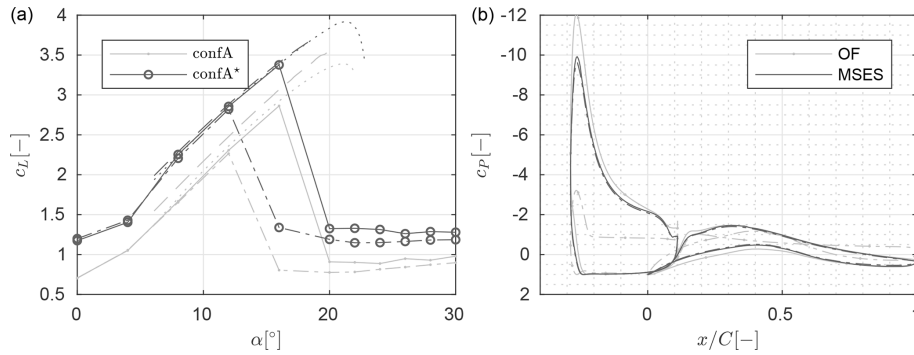 (a)
4
3.5
3
2.5
2
1.5
1
0.5
c_L[-]
confA
confA*
0
10
20
30
α[°]
(b)
-12
-10
-8
-6
-4
-2
0
2
c_P[-]
OF
MSES
0
0.5
x/C[-]